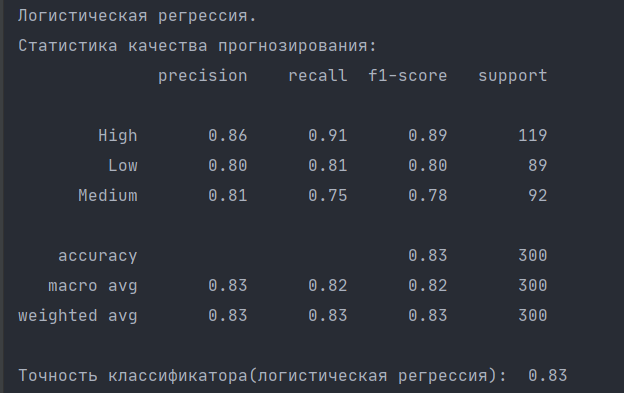 Логистическая регрессия.
Статистика качества прогнозирования:
precision recall f1-score support
High 0.86 0.91 0.89 119
Low 0.80 0.81 0.80 89
Medium 0.81 0.75 0.78 92
accuracy 0.83 300
macro avg 0.83 0.82 0.82 300
weighted avg 0.83 0.83 0.83 300
Точность классификатора(логистическая регрессия): 0.83